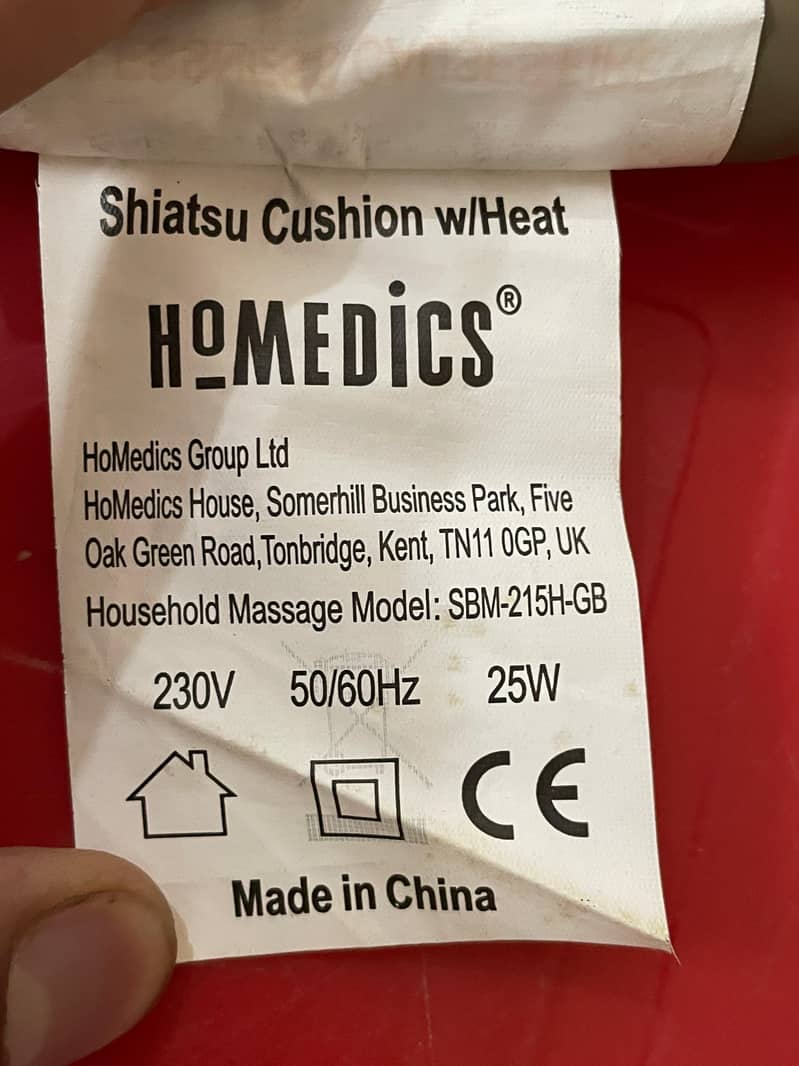 Shiatsu Cushion w/Heat
HoMEDiCS®
HoMedics Group Ltd
HoMedics House, Somerhill Business Park, Five
Oak Green Road,Tonbridge, Kent, TN11 0GP, UK
Household Massage Model: SBM-215H-GB
230V 50/60Hz 25W
CE
Made in China